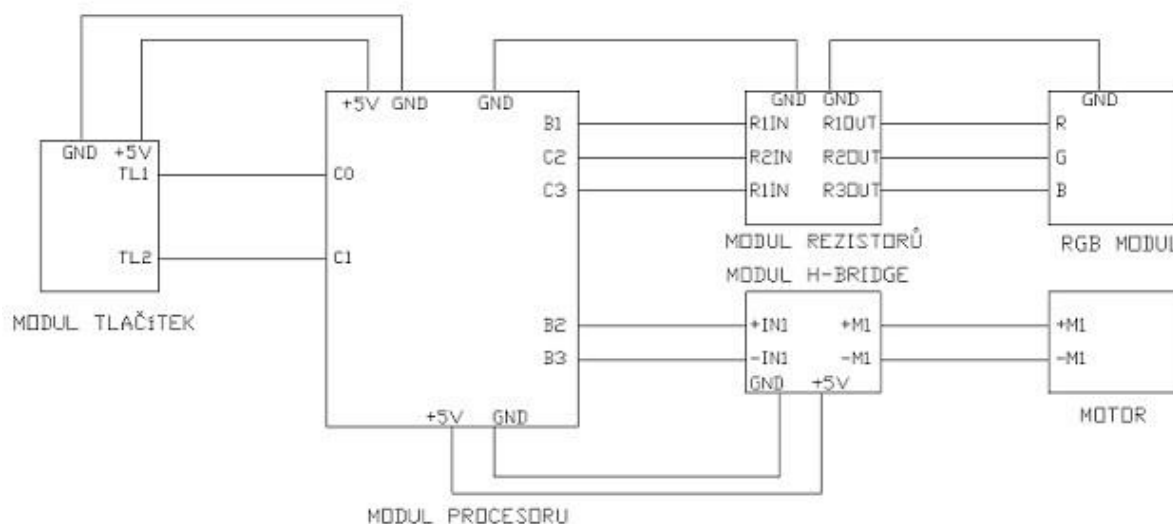 +5V GND
GND
GND GND
GND
B1
R1IN
R1OUT
R
GND +5V
TL1
C0
C2
R2IN
R2OUT
G
C3
R1IN
R3OUT
B
MODUL REZISTORŮ
RGB MODUL
TL2
C1
MODUL H-BRIDGE
MODUL TLAČíTEK
B2
+IN1
+M1
+M1
B3
-IN1
-M1
-M1
GND
+5V
+5V
GND
MOTOR
MODUL PROCESORU